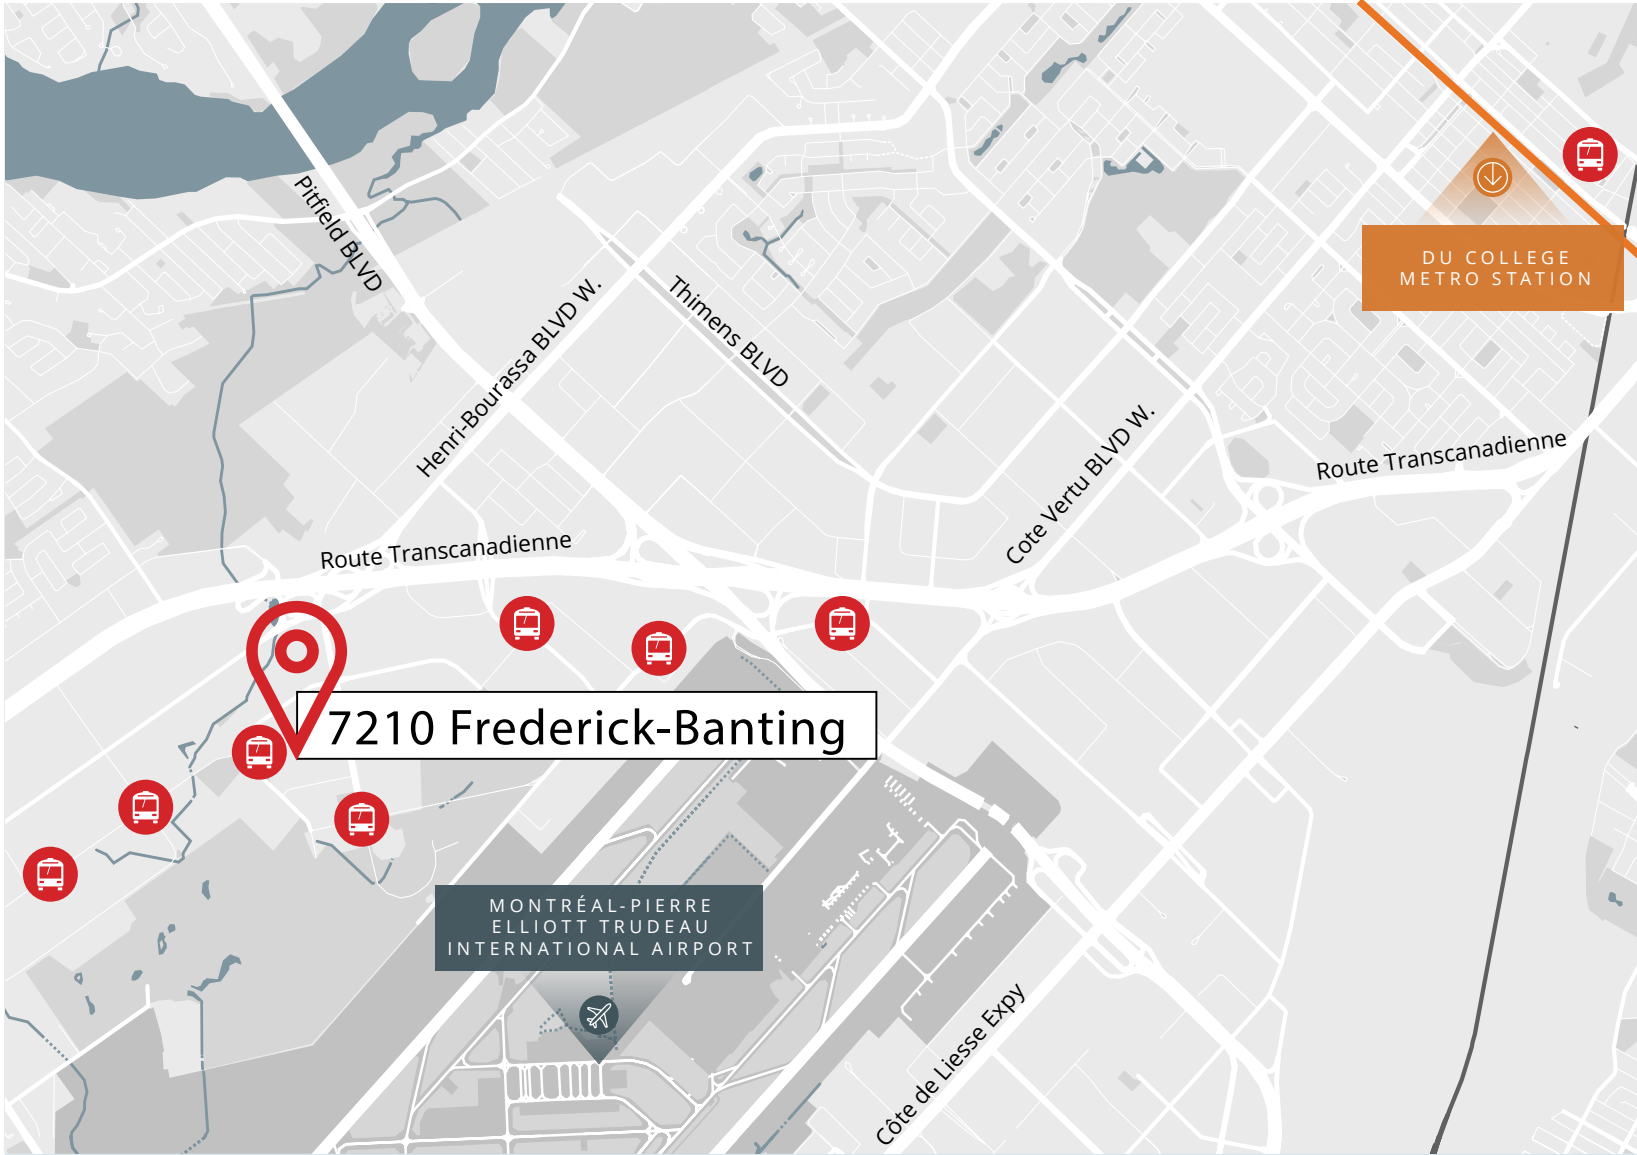 Pitfield BLVD
DU COLLEGE
METRO STATION
Henri-Bourassa BLVD W.
Thimens BLVD
Cote Vertu BLVD W.
Route Transcanadienne
Route Transcanadienne
7210 Frederick-Banting
MONTRÉAL-PIERRE
ELLIOTT TRUDEAU
INTERNATIONAL AIRPORT
Côte de Liesse Expy